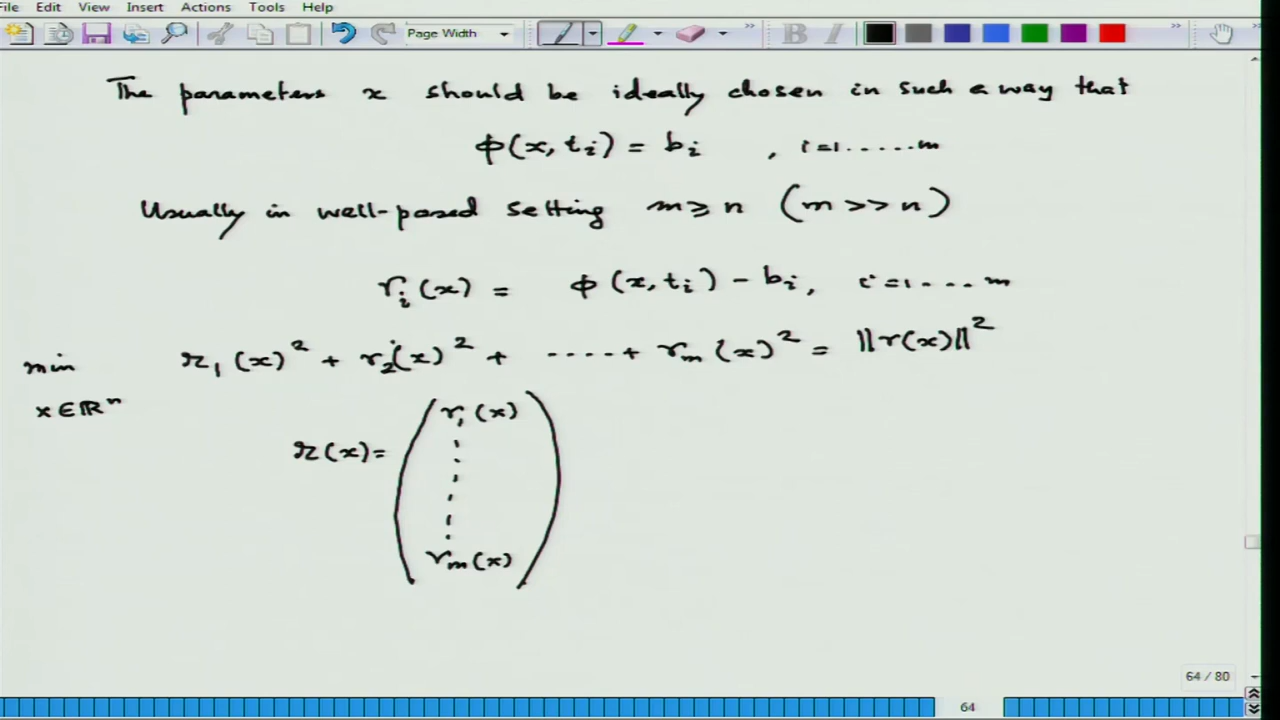 File Edit View Insert Actions Tools Help
Page Width
The parameters x should be ideally chosen in such a way that
φ(x, tᵢ) = bᵢ , i=1......m
Usually in well-posed setting m ≥ n (m >> n)
rᵢ(x) = φ(x, tᵢ) - bᵢ, i=1....m
min r₁(x)² + r₂(x)² + ....+ rₘ(x)² = ||r(x)||²
x∈ℝⁿ
r₁(x)
r(x)=
rₘ(x)
64 / 80
64